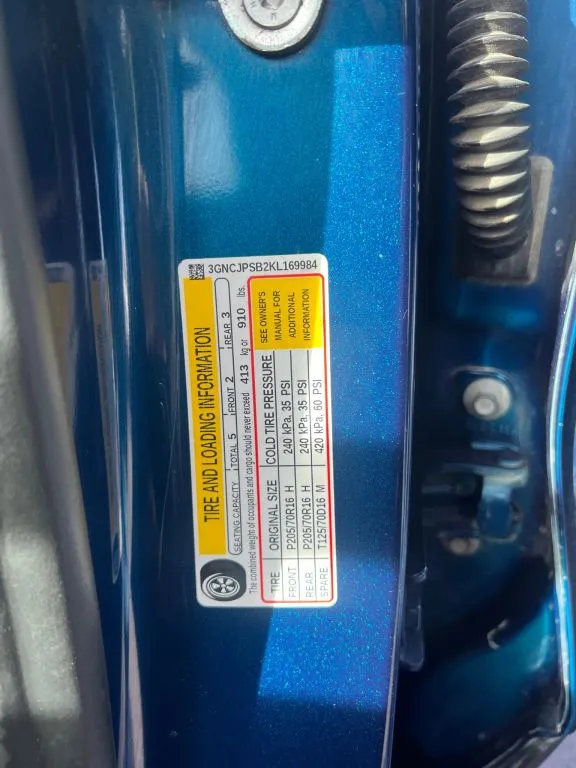 3GNCJPSB2KL169984
TIRE AND LOADING INFORMATION
SEATING CAPACITY TOTAL 5 FRONT 2 REAR 3
The combined weight of occupants and cargo should never exceed 413 kg or 910 lbs.
TIRE ORIGINAL SIZE COLD TIRE PRESSURE SEE OWNER'S
FRONT P205/70R16 H 240 kPa, 35 PSI MANUAL FOR
REAR P205/70R16 H 240 kPa, 35 PSI ADDITIONAL
SPARE T125/70D16 M 420 kPa, 60 PSI INFORMATION